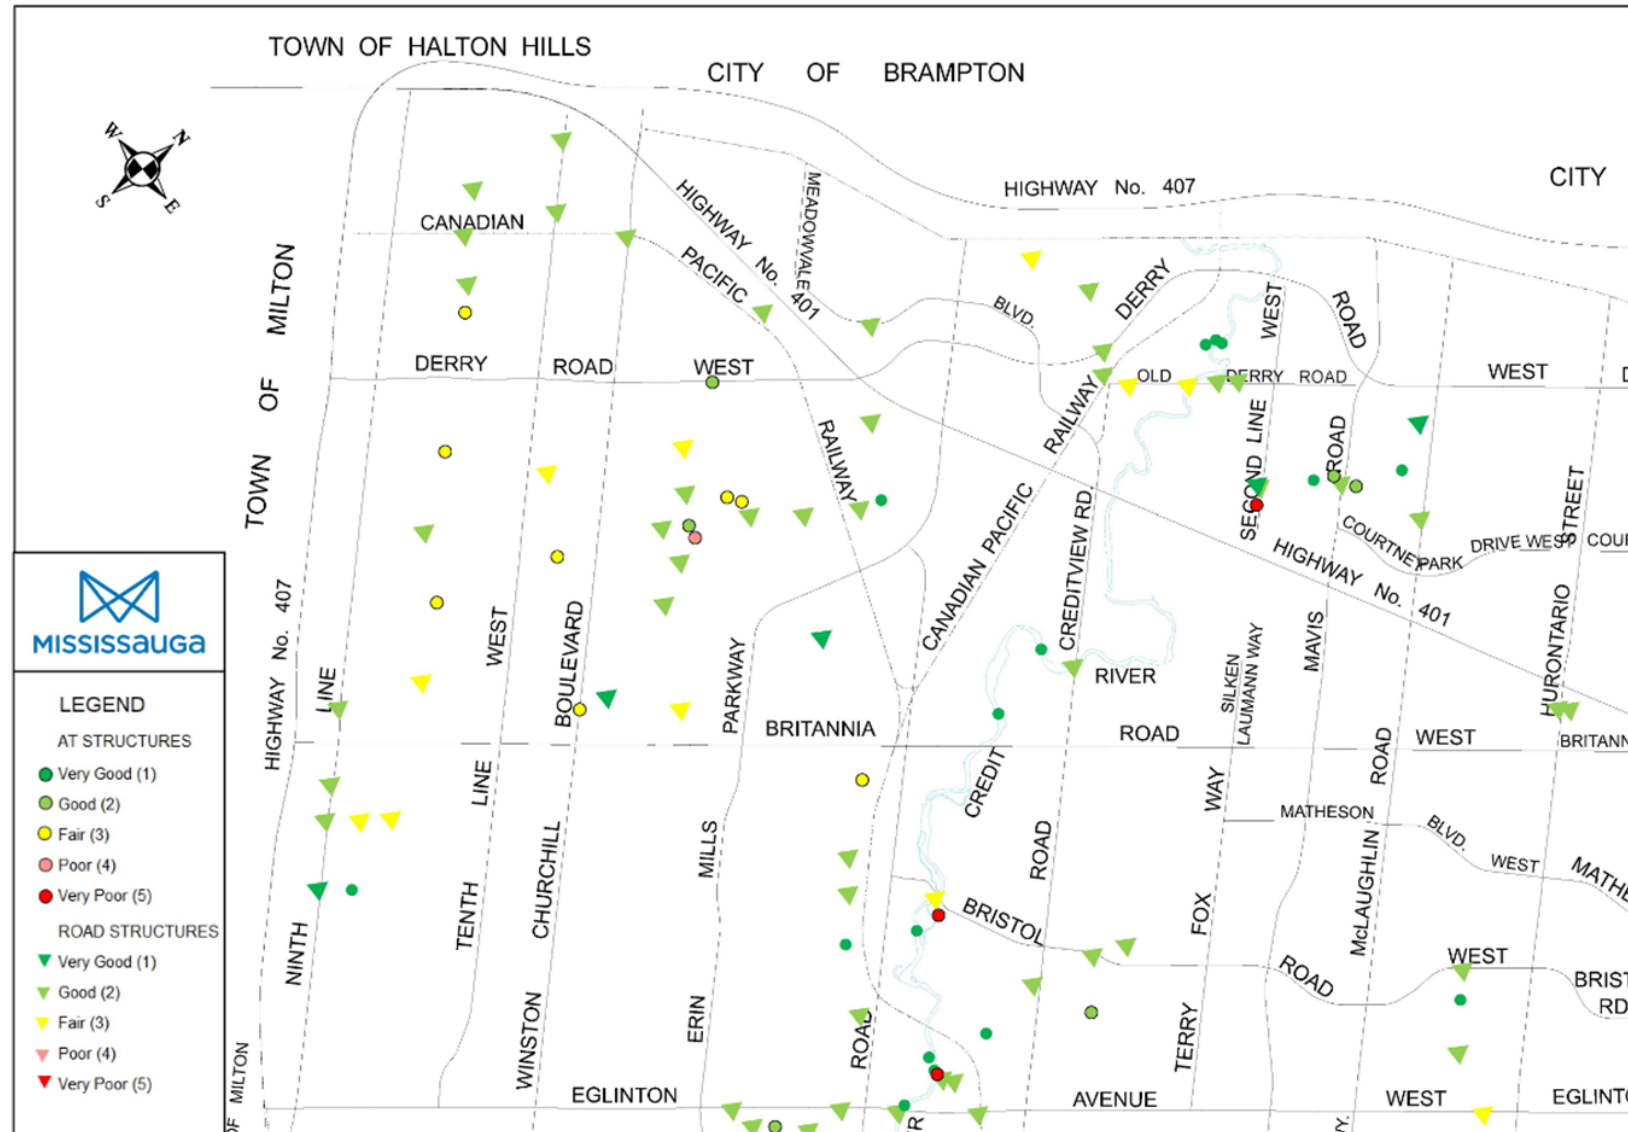 TOWN OF HALTON HILLS
CITY OF BRAMPTON
W N
S E
CITY
HIGHWAY No. 407
MEADOWVALE
HIGHWAY No. 401
CANADIAN
PACIFIC
RAILWAY
BLVD.
DERRY
ROAD
WEST
TOWN OF MILTON
DERRY ROAD WEST
OLD DERRY ROAD
WEST
D
RAILWAY
CANADIAN PACIFIC
SECOND LINE
ROAD
COURTNEYPARK DRIVE WEST COUR
HIGHWAY No. 401
STREET
HURONTARIO
CREDITVIEW RD.
HIGHWAY No. 407
LINE
WEST
BOULEVARD
PARKWAY
MAVIS
SILKEN
LAUMANN WAY
RIVER
BRITANNIA
ROAD
WEST
BRITANN
CREDIT
ROAD
LINE
TENTH
CHURCHILL
WINSTON
MILLS
ERIN
NINTH
WAY
FOX
TERRY
MATHESON
BLVD.
WEST
MATHE
McLAUGHLIN
ROAD
BRISTOL
ROAD
WEST
BRIST
RD
ROAD
EGLINTON
AVENUE
WEST
EGLINTO
R
Y.
OF MILTON
MISSISSauGa
LEGEND
AT STRUCTURES
Very Good (1)
Good (2)
Fair (3)
Poor (4)
Very Poor (5)
ROAD STRUCTURES
Very Good (1)
Good (2)
Fair (3)
Poor (4)
Very Poor (5)